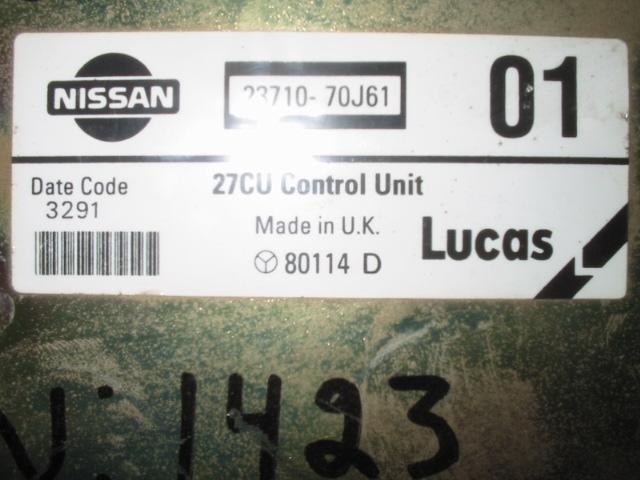 NISSAN
23710-70J61
01
Date Code
3291
27CU Control Unit
Made in U.K.
80114 D
Lucas
1423